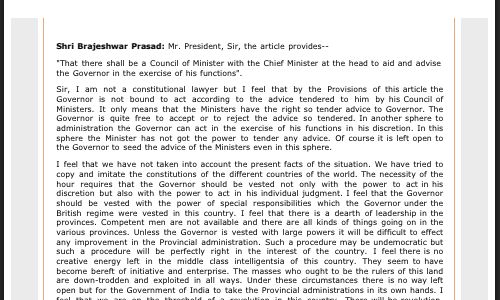 Shri Brajeshwar Prasad: Mr. President, Sir, the article provides--
"That there shall be a Council of Minister with the Chief Minister at the head to aid and advise
the Governor in the exercise of his functions".
Sir, I am not a constitutional lawyer but I feel that by the Provisions of this article the
Governor is not bound to act according to the advice tendered to him by his Council of
Ministers. It only means that the Ministers have the right so tender advice to Governor. The
Governor is quite free to accept or to reject the advice so tendered. In another sphere to
administration the Governor can act in the exercise of his functions in his discretion. In this
sphere the Minister has not got the power to tender any advice. Of course it is left open to
the Governor to seed the advice of the Ministers even in this sphere.
I feel that we have not taken into account the present facts of the situation. We have tried to
copy and imitate the constitutions of the different countries of the world. The necessity of the
hour requires that the Governor should be vested not only with the power to act in his
discretion but also with the power to act in his individual judgment. I feel that the Governor
should be vested with the power of special responsibilities which the Governor under the
British regime were vested in this country. I feel that there is a dearth of leadership in the
provinces. Competent men are not available and there are all kinds of things going on in the
various provinces. Unless the Governor is vested with large powers it will be difficult to effect
any improvement in the Provincial administration. Such a procedure may be undemocratic but
such a procedure will be perfectly right in the interest of the country. I feel there is no
creative energy left in the middle class intelligentsia of this country. They seem to have
become bereft of initiative and enterprise. The masses who ought to be the rulers of this land
are down-trodden and exploited in all ways. Under these circumstances there is no way left
open but for the Government of India to take the Provincial administrations in its own hands. I
feel that we are on the threshold of a revolution in this country. There will be revolution,